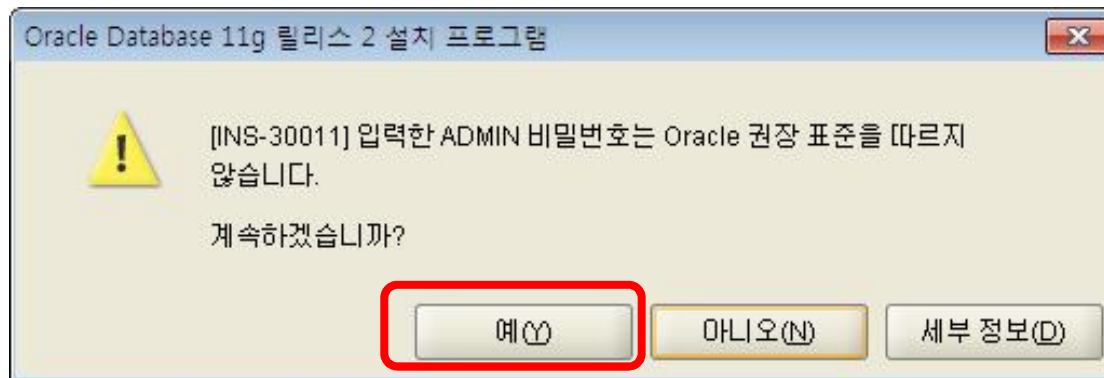 Oracle Database 11g 릴리스 2 설치 프로그램
[INS-30011] 입력한 ADMIN 비밀번호는 Oracle 권장 표준을 따르지
않습니다.
계속하겠습니까?
예(Y) 아니오(N) 세부 정보(D)